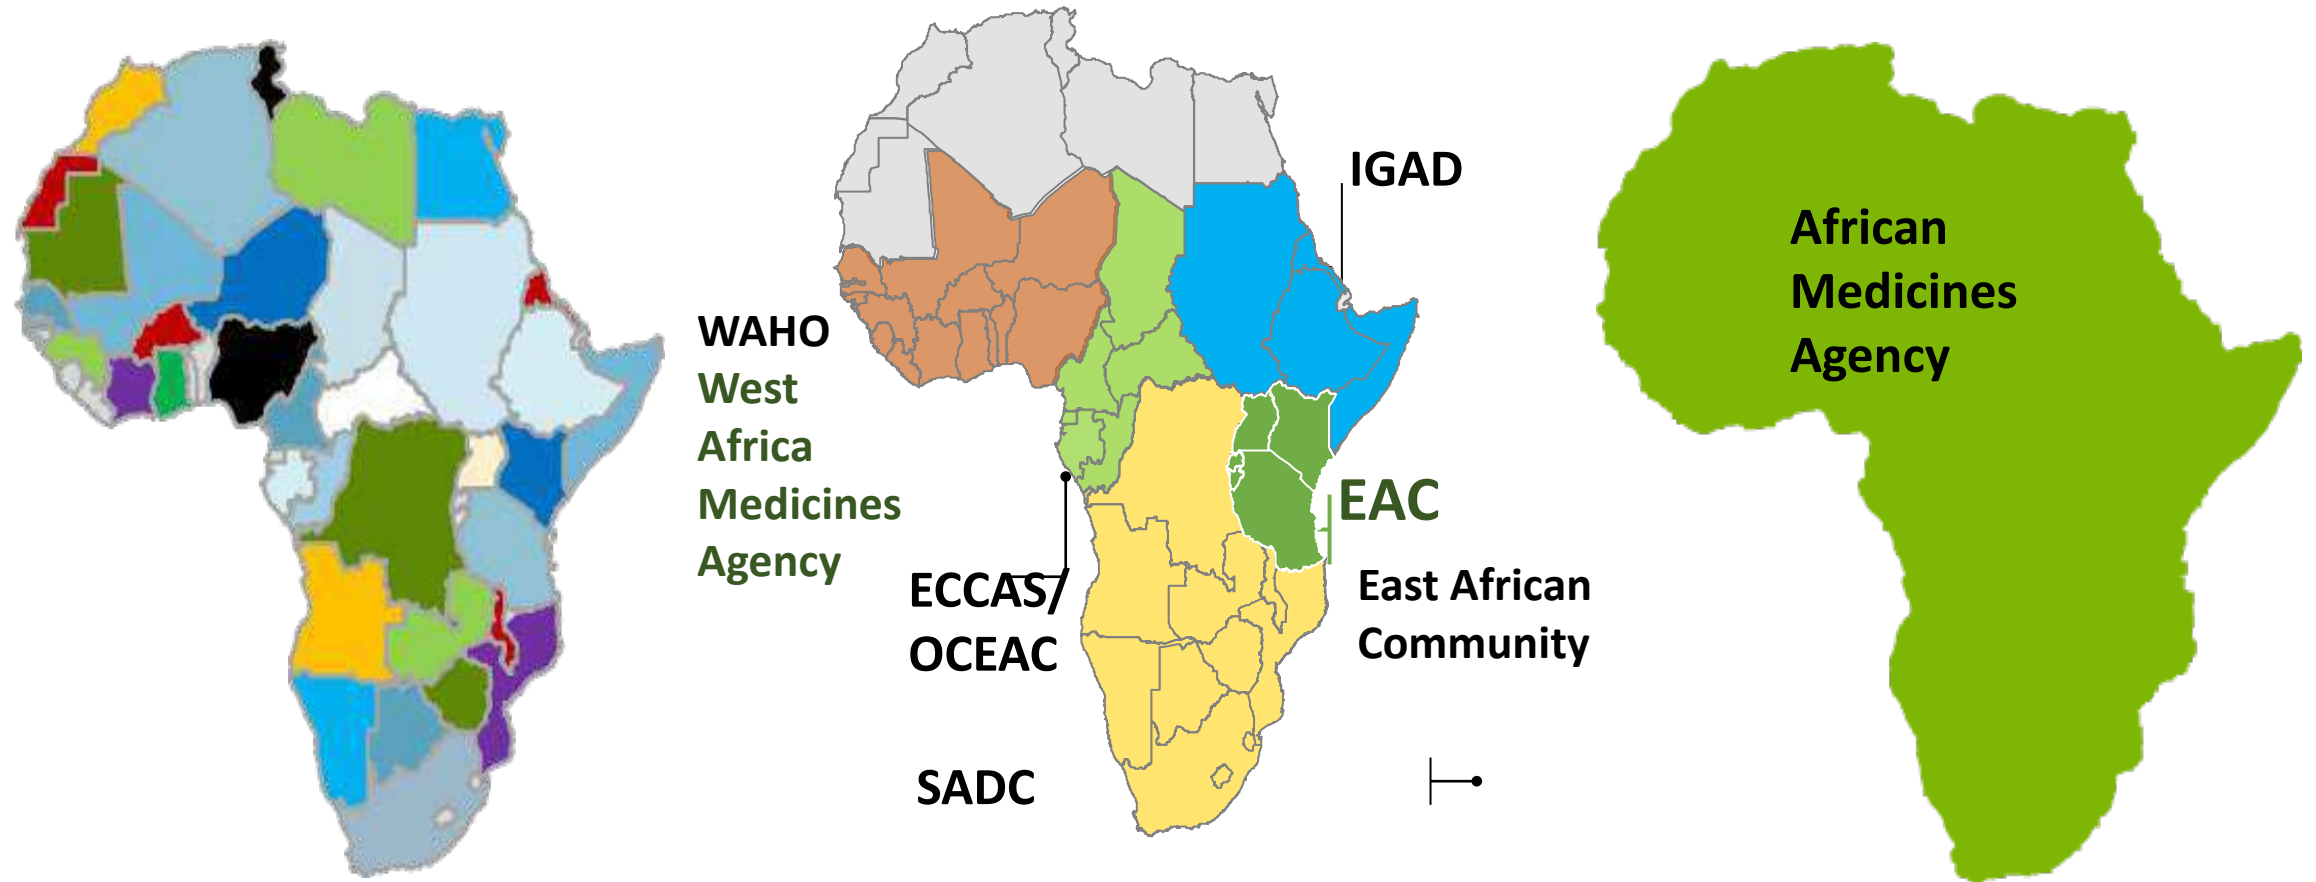 WAHO
West
Africa
Medicines
Agency
ECCAS/
OCEAC
SADC
IGAD
EAC
East African
Community
African
Medicines
Agency